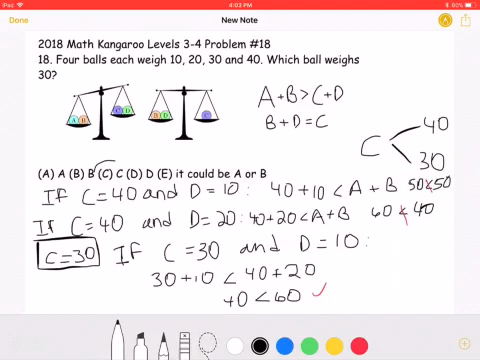 iPad
4:03 PM
80%
Done
New Note
2018 Math Kangaroo Levels 3-4 Problem #18
18. Four balls each weigh 10, 20, 30 and 40. Which ball weighs
30?
A B C D B D C
A+B>C+D
B+D=C
C 40
30
(A) A (B) B (C) C (D) D (E) it could be A or B
If C=40 and D=10: 40+10 < A+B 50<50
If C=40 and D=20: 40+20<A+B 60<40
C=30 If C=30 and D=10:
30+10 < 40+20
40<60 ✓